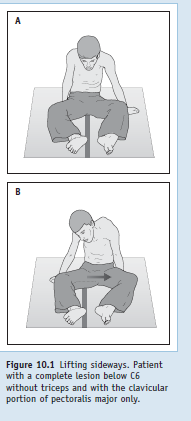 A
B
Figure 10.1 Lifting sideways. Patient
with a complete lesion below C6
without triceps and with the clavicular
portion of pectoralis major only.